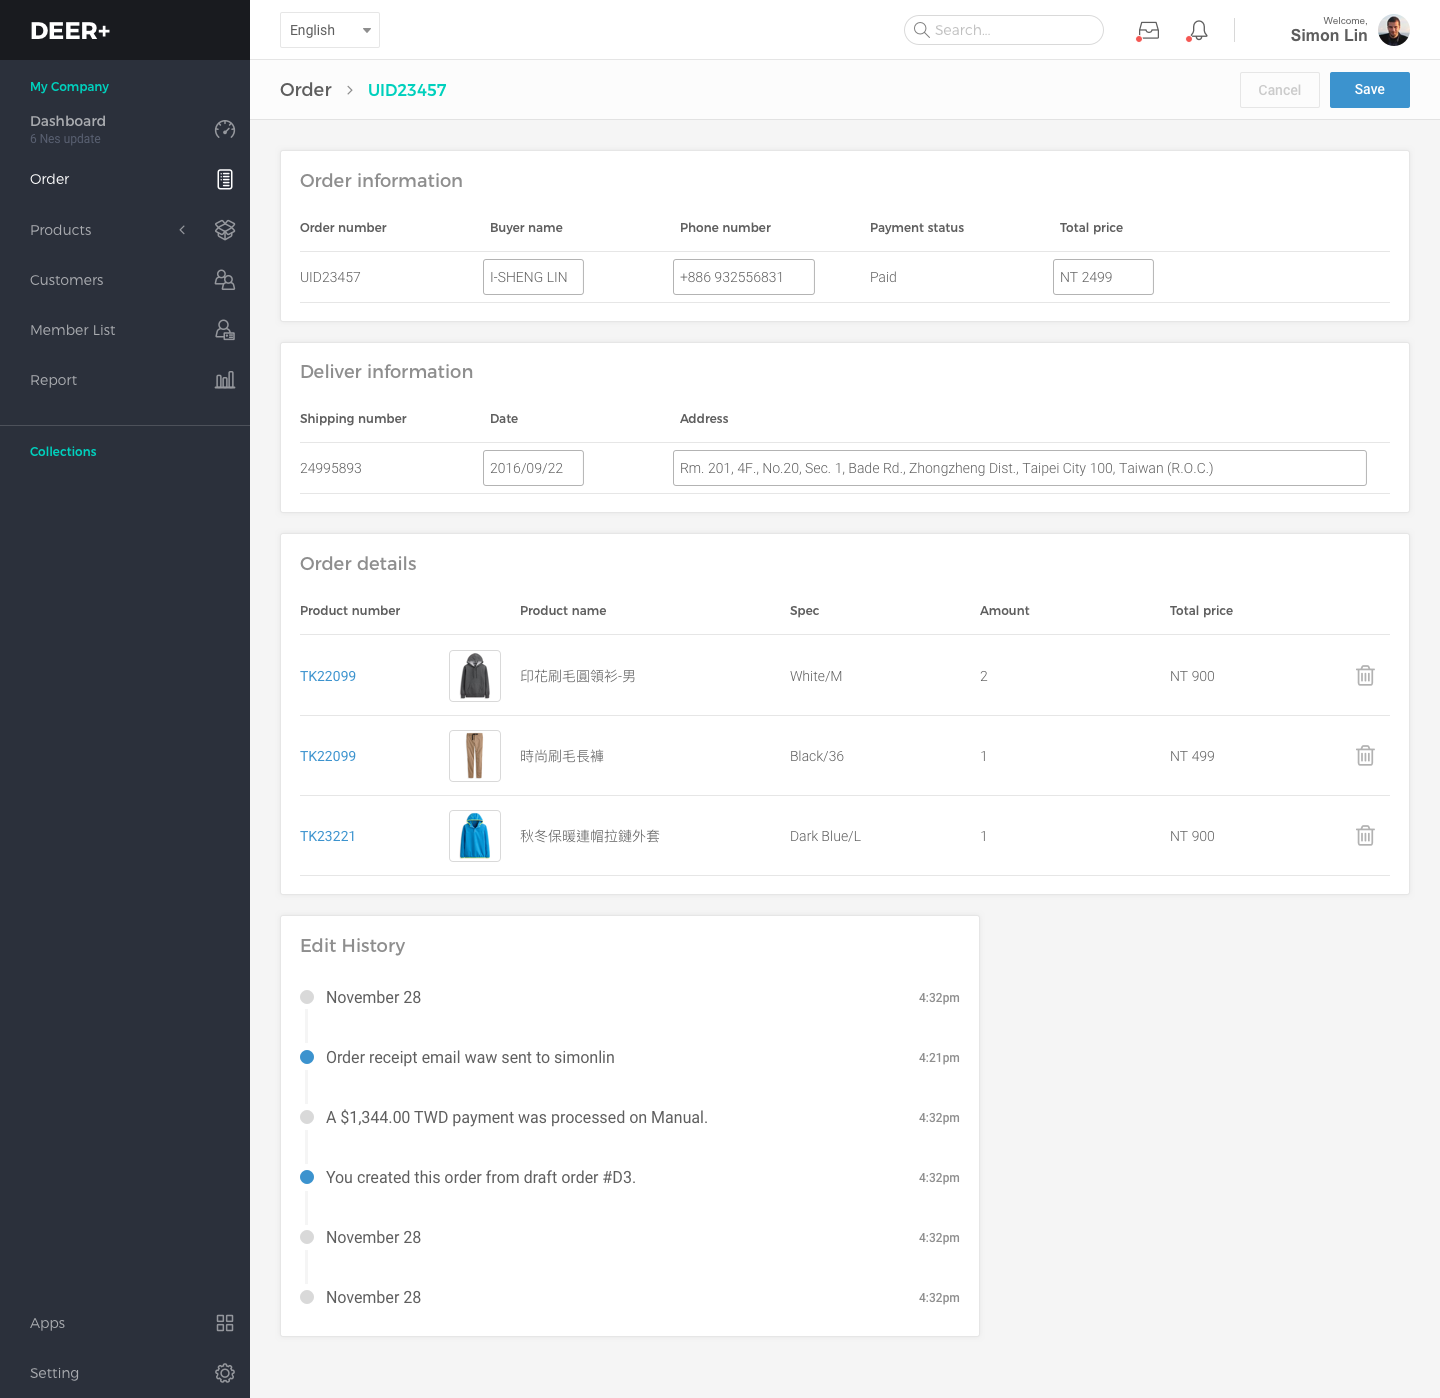 DEER+
English
Search...
Welcome,
Simon Lin
My Company
Dashboard
6 Nes update
Order
Products
Customers
Member List
Report
Collections
Apps
Setting
Order > UID23457
Cancel
Save
Order information
Order number Buyer name Phone number Payment status Total price
UID23457 I-SHENG LIN +886 932556831 Paid NT 2499
Deliver information
Shipping number Date Address
24995893 2016/09/22 Rm. 201, 4F., No.20, Sec. 1, Bade Rd., Zhongzheng Dist., Taipei City 100, Taiwan (R.O.C.)
Order details
Product number Product name Spec Amount Total price
TK22099 印花刷毛圓領衫-男 White/M 2 NT 900
TK22099 時尚刷毛長褲 Black/36 1 NT 499
TK23221 秋冬保暖連帽拉鏈外套 Dark Blue/L 1 NT 900
Edit History
November 28 4:32pm
Order receipt email waw sent to simonlin 4:21pm
A $1,344.00 TWD payment was processed on Manual. 4:32pm
You created this order from draft order #D3. 4:32pm
November 28 4:32pm
November 28 4:32pm